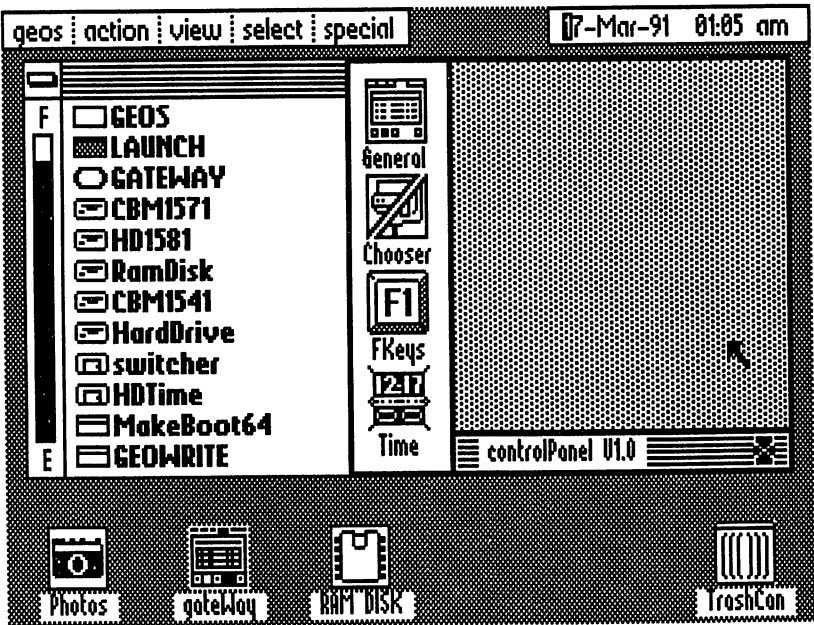 geos action view select special
17-Mar-91 01:05 am
F
GEOS
LAUNCH
GATEWAY
CBM1571
HD1581
RamDisk
CBM1541
HardDrive
switcher
HDTime
MakeBoot64
GEOWRITE
E
General
Chooser
F1
FKeys
12:17
Time
controlPanel V1.0
Photos
gateWay
RAM DISK
TrashCan